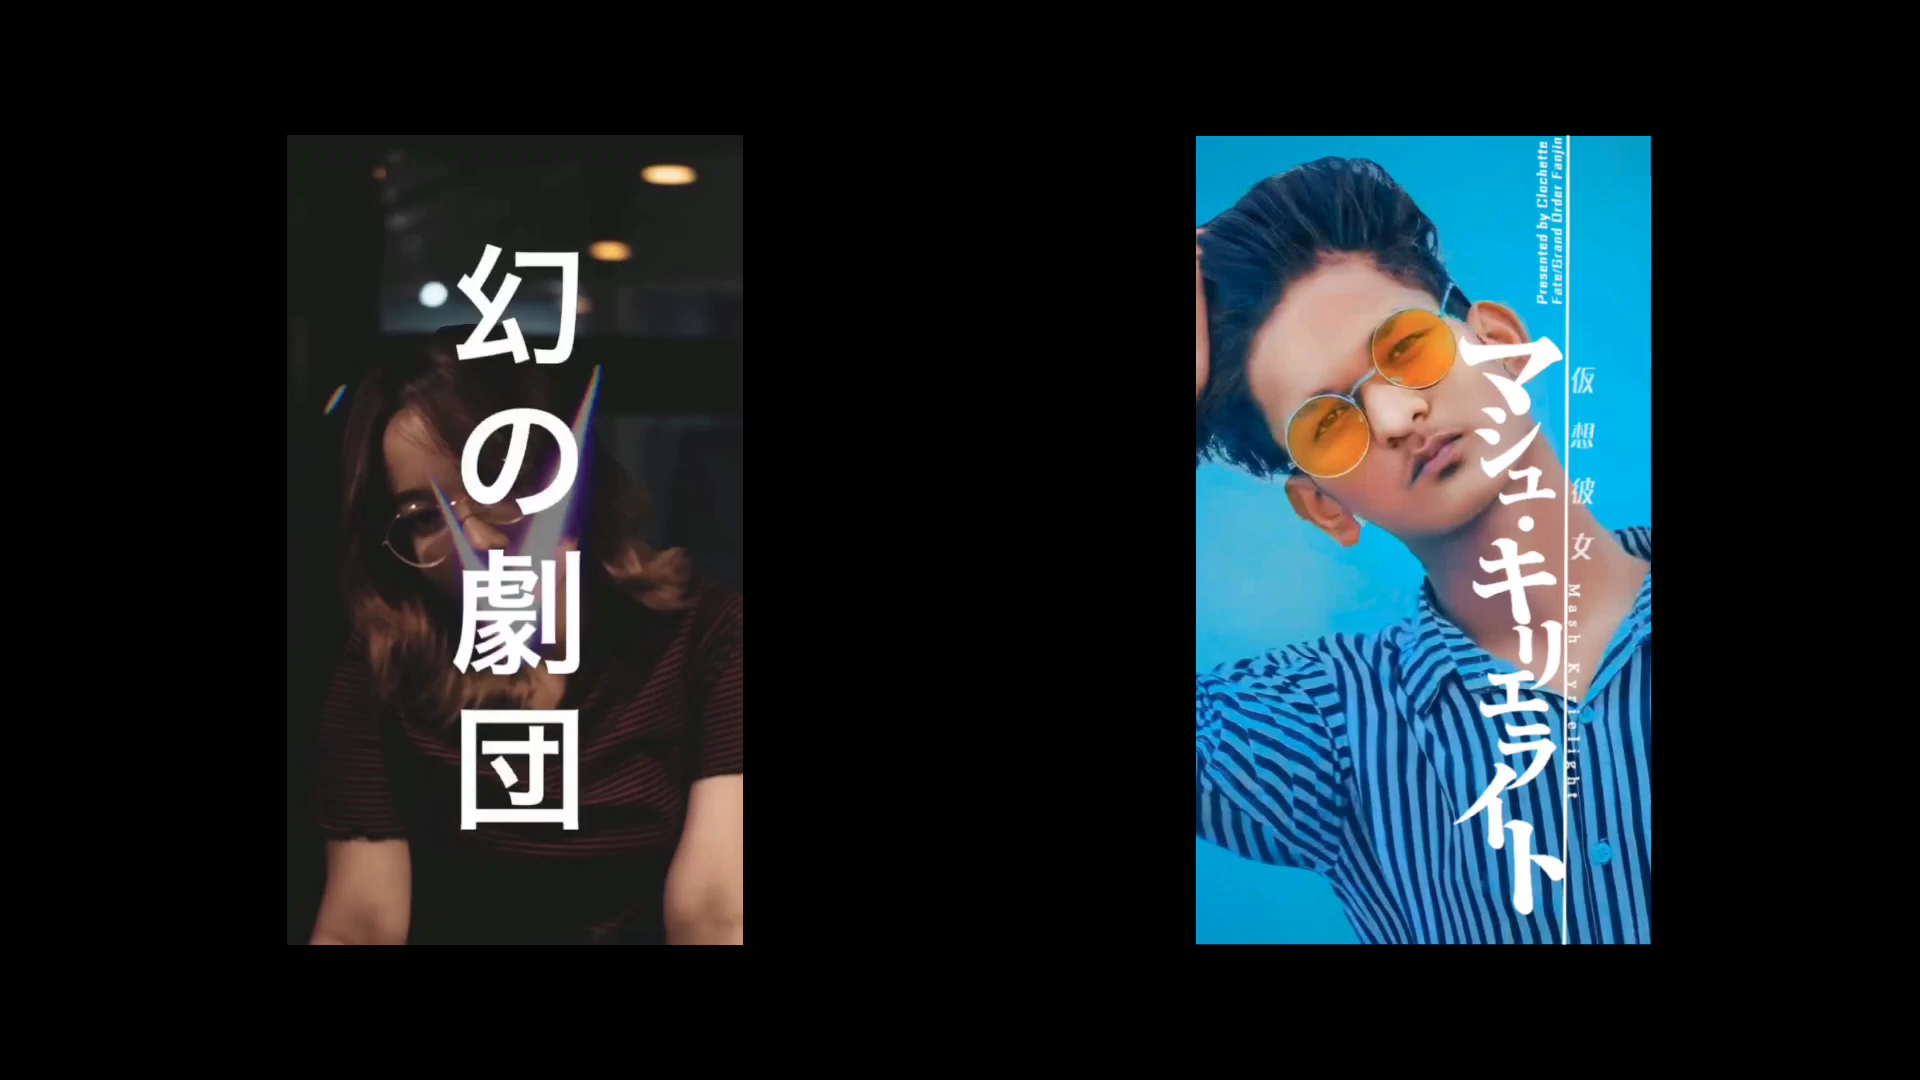 幻の劇団
Presented by Clochette
Fate/Grand Order Fanjin
マシュ・キリエライト
仮想彼女 Mash Kyrielight